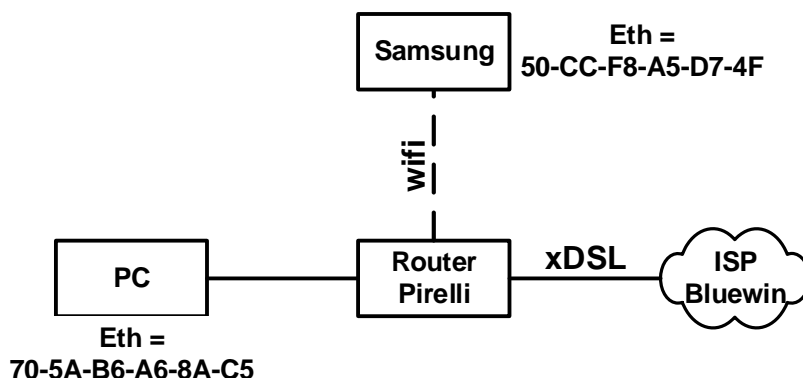 Samsung
Eth =
50-CC-F8-A5-D7-4F
wifi
PC
Router
Pirelli
xDSL
ISP
Bluewin
Eth =
70-5A-B6-A6-8A-C5